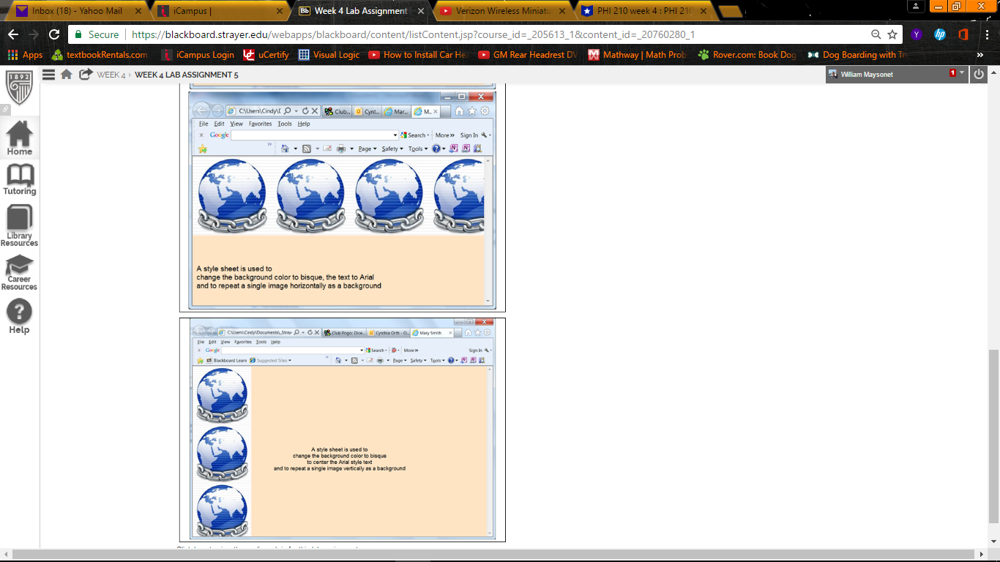 Inbox (18) - Yahoo Mail
iCampus |
Week 4 Lab Assignment
Verizon Wireless Miniatu
PHI 210 week 4 : PHI 210
Secure
https://blackboard.strayer.edu/webapps/blackboard/content/listContent.jsp?course_id=_205613_1&content_id=_20760280_1
Apps
textbookRentals.com
iCampus Login
uCertify
Visual Logic
How to Install Car He
GM Rear Headrest DV
Mathway | Math Prob
Rover.com: Book Dog
Dog Boarding with Tr
1892
WEEK 4 › WEEK 4 LAB ASSIGNMENT 5
William Maysonet
1
Home
Tutoring
Library
Resources
Career
Resources
Help
C:\Users\Cindy\D
Club...
Cynt...
Mar...
M...
File Edit View Favorites Tools Help
x Google
Search
More »
Sign In
Page
Safety
Tools
A style sheet is used to
change the background color to bisque, the text to Arial
and to repeat a single image horizontally as a background
C:\Users\Cindy\Documents\_Stray
Club Pogo: Dice...
Cynthia Orth - O...
Mary Smith
File Edit View Favorites Tools Help
x Google
Search
More »
Sign In
Blackboard Learn
Suggested Sites
Page
Safety
Tools
A style sheet is used to
change the background color to bisque
to center the Arial style text
and to repeat a single image vertically as a background